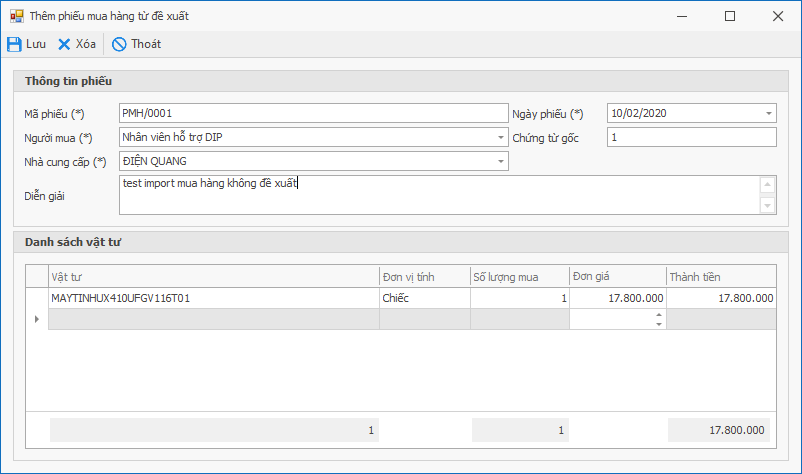 Thêm phiếu mua hàng từ đề xuất
Lưu Xóa Thoát
Thông tin phiếu
Mã phiếu (*) PMH/0001 Ngày phiếu (*) 10/02/2020
Người mua (*) Nhân viên hỗ trợ DIP Chứng từ gốc 1
Nhà cung cấp (*) ĐIỆN QUANG
Diễn giải test import mua hàng không đề xuất
Danh sách vật tư
Vật tư Đơn vị tính Số lượng mua Đơn giá Thành tiền
MAYTINHUX410UFGV116T01 Chiếc 1 17.800.000 17.800.000
1 1 17.800.000